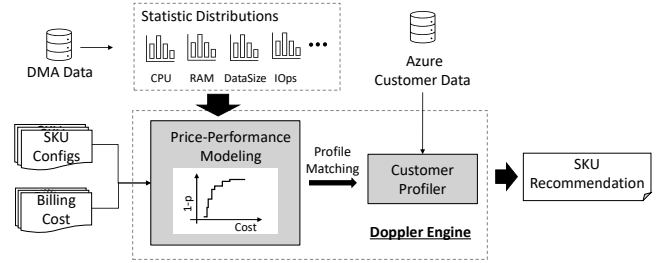 Statistic Distributions
DMA Data
CPU
RAM
DataSize
IOps
Azure
Customer Data
SKU
Configs
Billing
Cost
Price-Performance
Modeling
1-p
Cost
Profile
Matching
Customer
Profiler
Doppler Engine
SKU
Recommendation